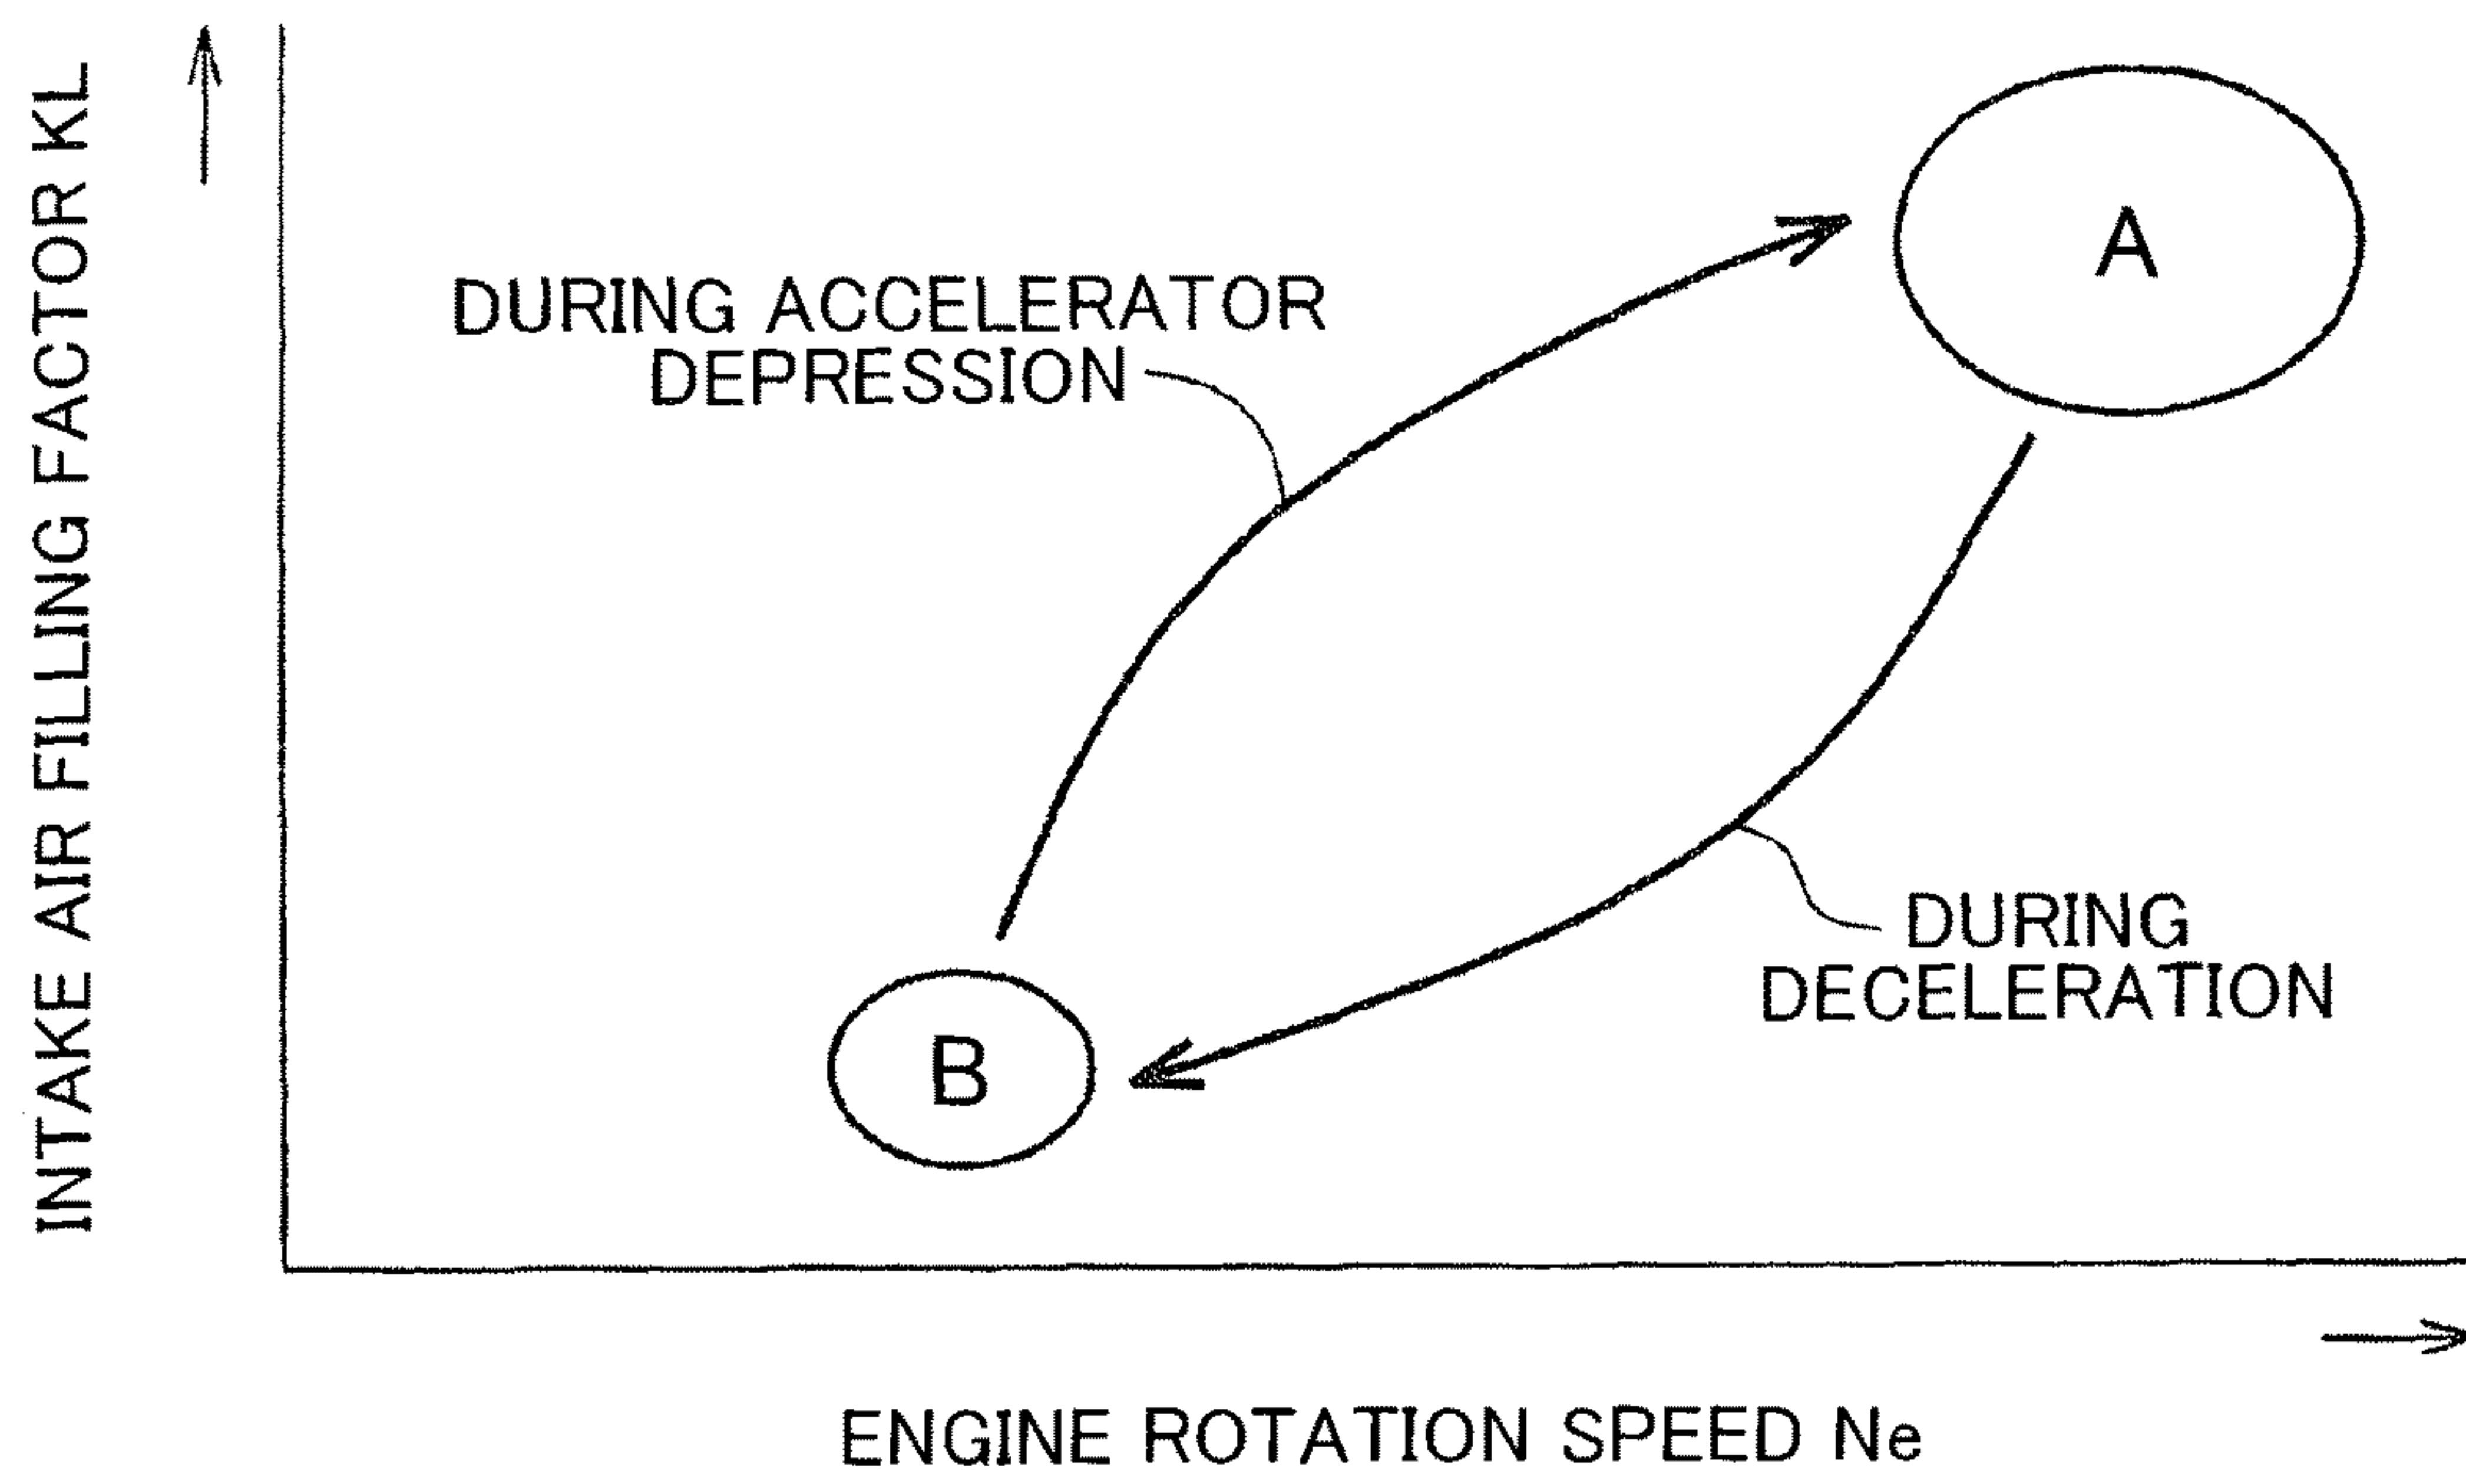 INTAKE AIR FILLING FACTOR KL
A
DURING ACCELERATOR
DEPRESSION
DURING
DECELERATION
B
ENGINE ROTATION SPEED Ne